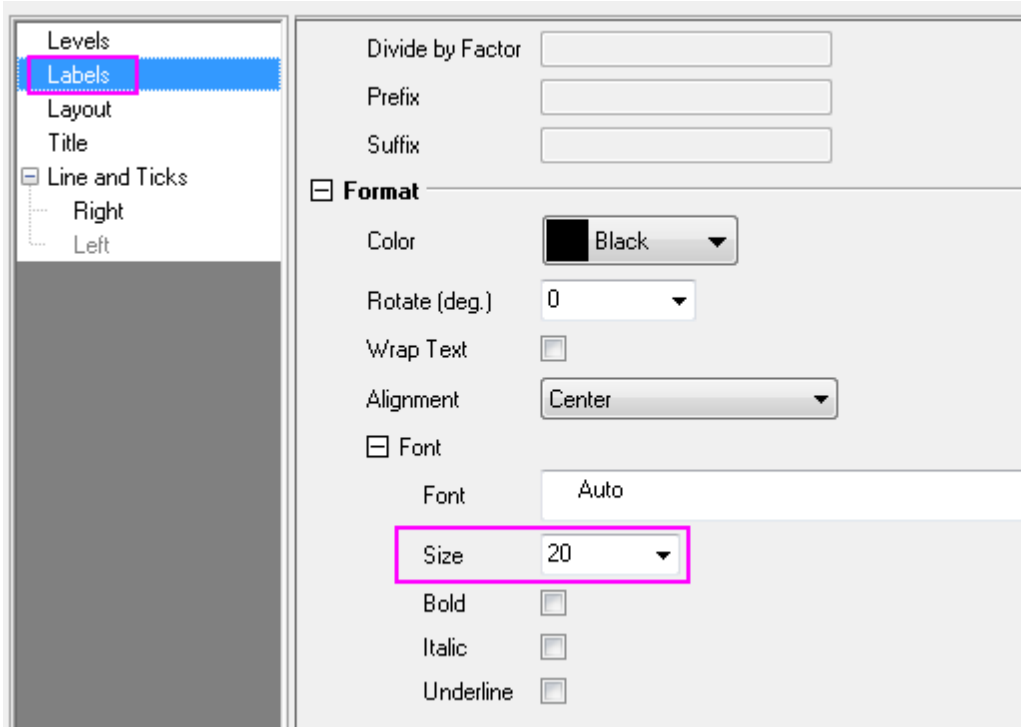 Levels
Labels
Layout
Title
Line and Ticks
Right
Left
Divide by Factor
Prefix
Suffix
Format
Color Black
Rotate (deg.) 0
Wrap Text
Alignment Center
Font
Font Auto
Size 20
Bold
Italic
Underline